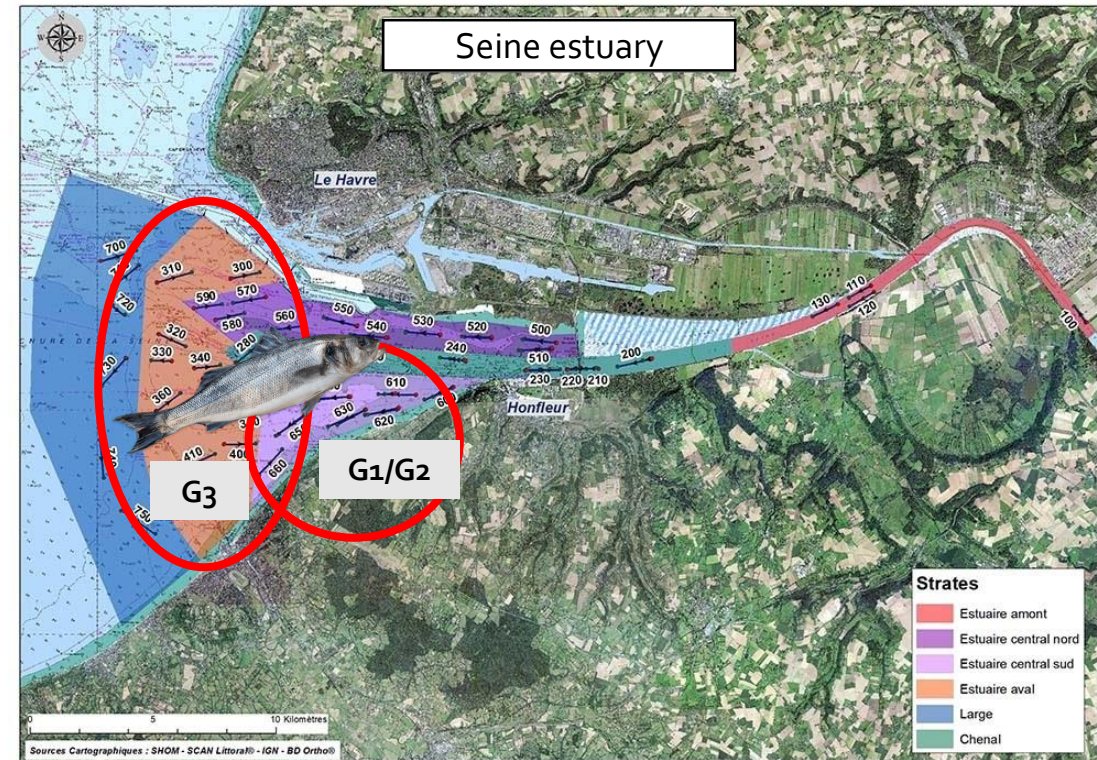 Seine estuary
N
W
E
S
Le Havre
700
310
300
720
590
570
580
560
550
540
530
520
500
280
320
330
340
730
240
510
200
130
110
120
100
360
610
230
220
210
630
620
Honfleur
410
400
660
G1/G2
G3
750
Strates
Estuaire amont
Estuaire central nord
Estuaire central sud
Estuaire aval
Large
Chenal
0
5
10 Kilomètres
Sources Cartographiques : SHOM - SCAN Littoral® - IGN - BD Ortho®